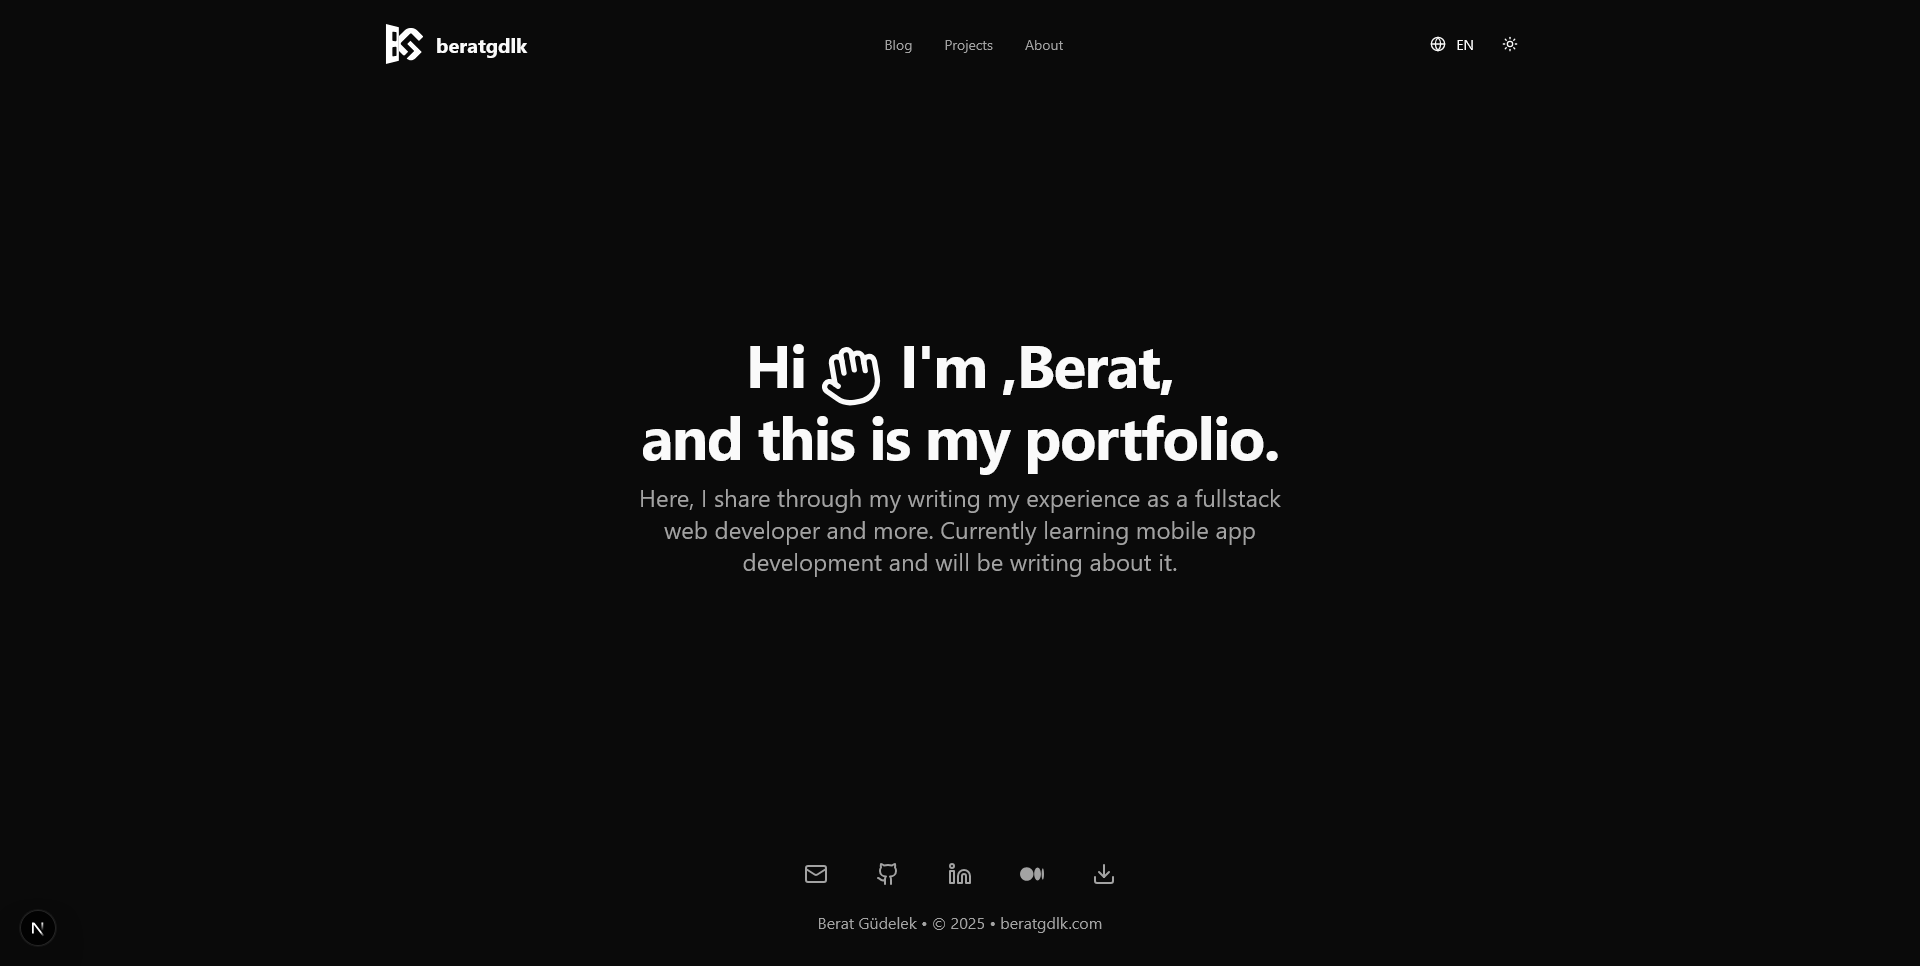 beratgdlk
Blog
Projects
About
EN
Hi I'm ,Berat,
and this is my portfolio.
Here, I share through my writing my experience as a fullstack
web developer and more. Currently learning mobile app
development and will be writing about it.
Berat Güdelek • © 2025 • beratgdlk.com
N